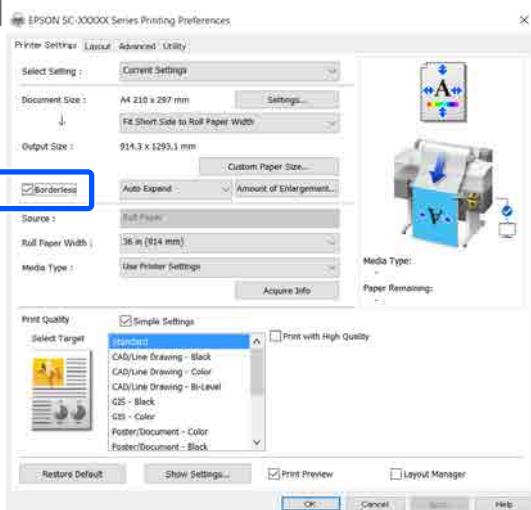 EPSON SC-XXXXX Series Printing Preferences
Printer Settings Layout Advanced Utility
Select Setting : Current Settings
Document Size : A4 210 x 297 mm Settings...
Fit Short Side to Roll Paper Width
Output Size : 914.3 x 1293.1 mm
Custom Paper Size...
Borderless Auto Expand Amount of Enlargement...
Source : Roll Paper
Roll Paper Width : 36 in (914 mm)
Media Type : Use Printer Settings
Acquire Info
Media Type:
-
Paper Remaining:
-
Print Quality Simple Settings
Select Target Standard Print with High Quality
CAD/Line Drawing - Black
CAD/Line Drawing - Color
CAD/Line Drawing - Bi-Level
GIS - Black
GIS - Color
Poster/Document - Color
Poster/Document - Black
Restore Default Show Settings... Print Preview Layout Manager
OK Cancel Help